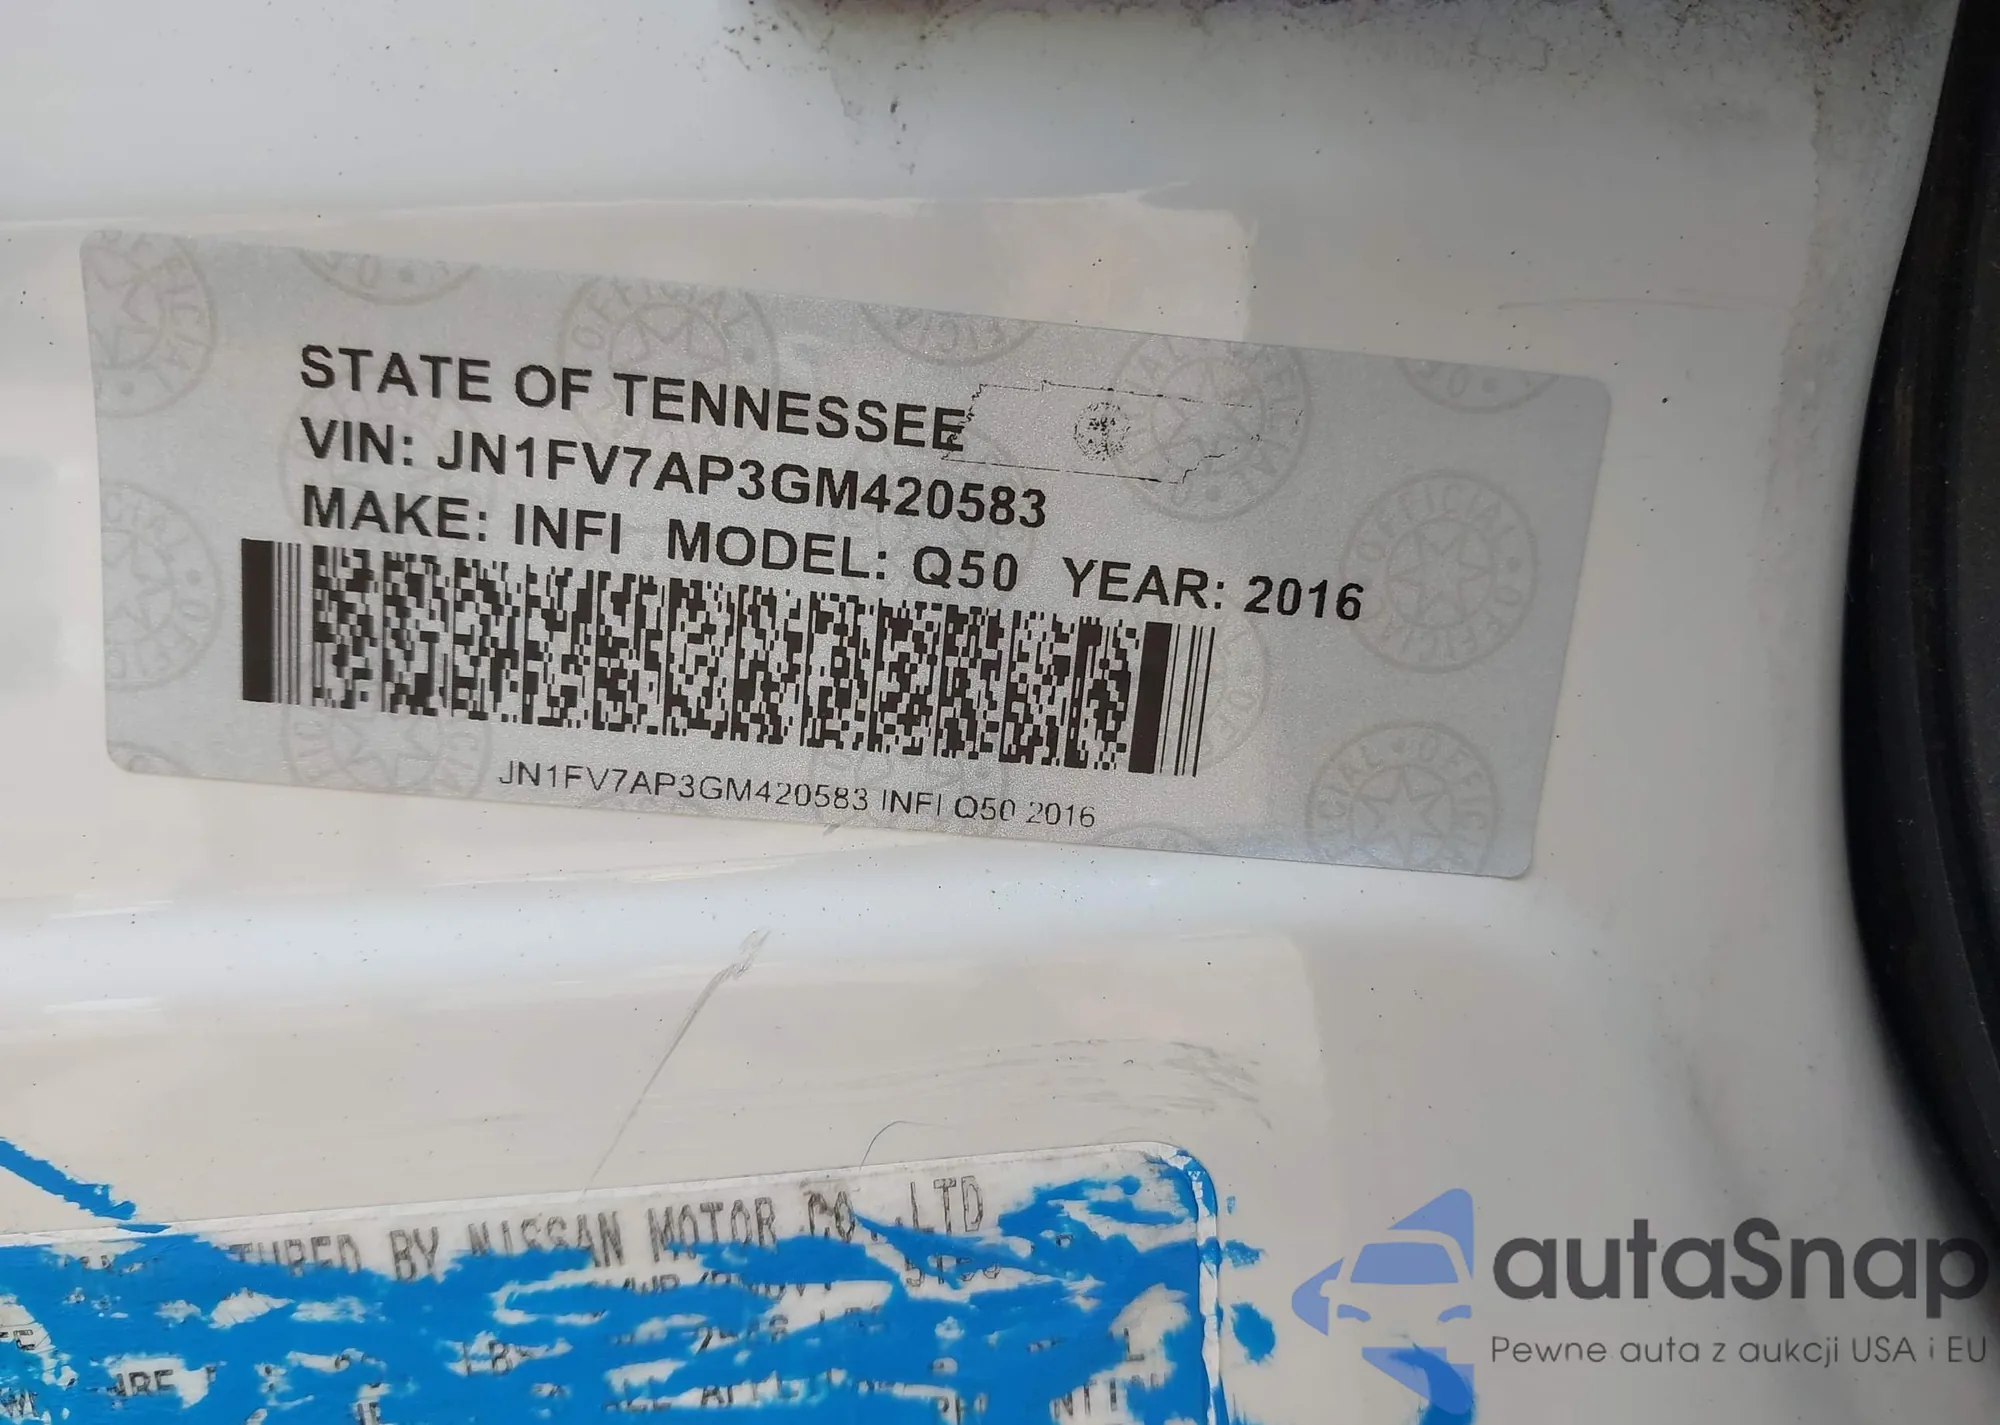 STATE OF TENNESSEE
VIN: JN1FV7AP3GM420583
MAKE: INFI MODEL: Q50 YEAR: 2016
JN1FV7AP3GM420583 INFI Q50 2016
BY NISSAN MOTOR CO.,LTD
autaSnap
Pewne auta z aukcji USA i EU